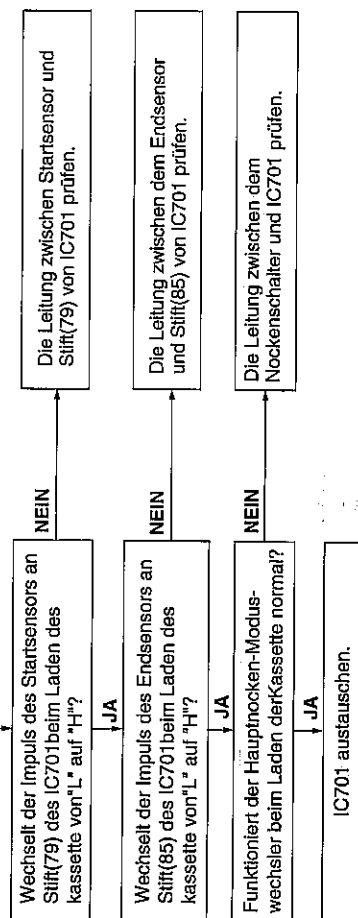 Wechselt der Impuls des Startsensors an
Stift(79) des IC701beim Laden des
kassette von"L" auf "H"?
NEIN
Die Leitung zwischen Startsensor und
Stift(79) von IC701 prüfen.
JA
Wechselt der Impuls des Endsensors an
Stift(85) des IC701beim Laden des
kassette von"L" auf "H"?
NEIN
Die Leitung zwischen dem Endsensor
und Stift(85) von IC701 prüfen.
JA
Funktioniert der Hauptnocken-Modus-
wechsler beim Laden derKassette normal?
NEIN
Die Leitung zwischen dem
Nockenschalter und IC701 prüfen.
JA
IC701 austauschen.